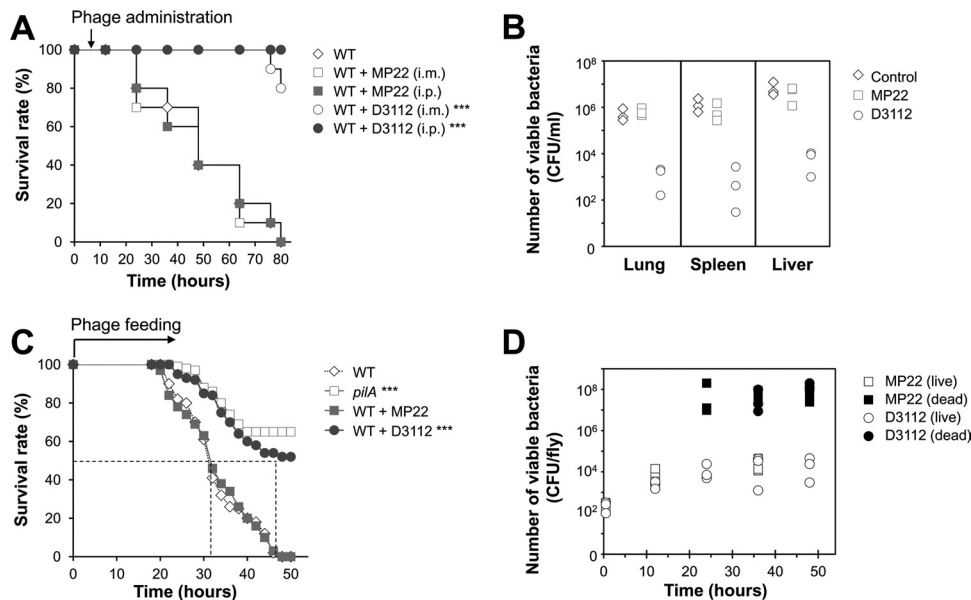 A
Phage administration
Survival rate (%)
100
80
60
40
20
0
0 10 20 30 40 50 60 70 80
Time (hours)
WT
WT + MP22 (i.m.)
WT + MP22 (i.p.)
WT + D3112 (i.m.) ***
WT + D3112 (i.p.) ***
B
Number of viable bacteria
(CFU/ml)
10^8
10^6
10^4
10^2
0
Lung Spleen Liver
Control
MP22
D3112
C
Phage feeding
Survival rate (%)
100
80
60
40
20
0
0 10 20 30 40 50
Time (hours)
WT
pilA ***
WT + MP22
WT + D3112 ***
D
Number of viable bacteria
(CFU/fly)
10^8
10^6
10^4
10^2
0
0 10 20 30 40 50
Time (hours)
MP22 (live)
MP22 (dead)
D3112 (live)
D3112 (dead)